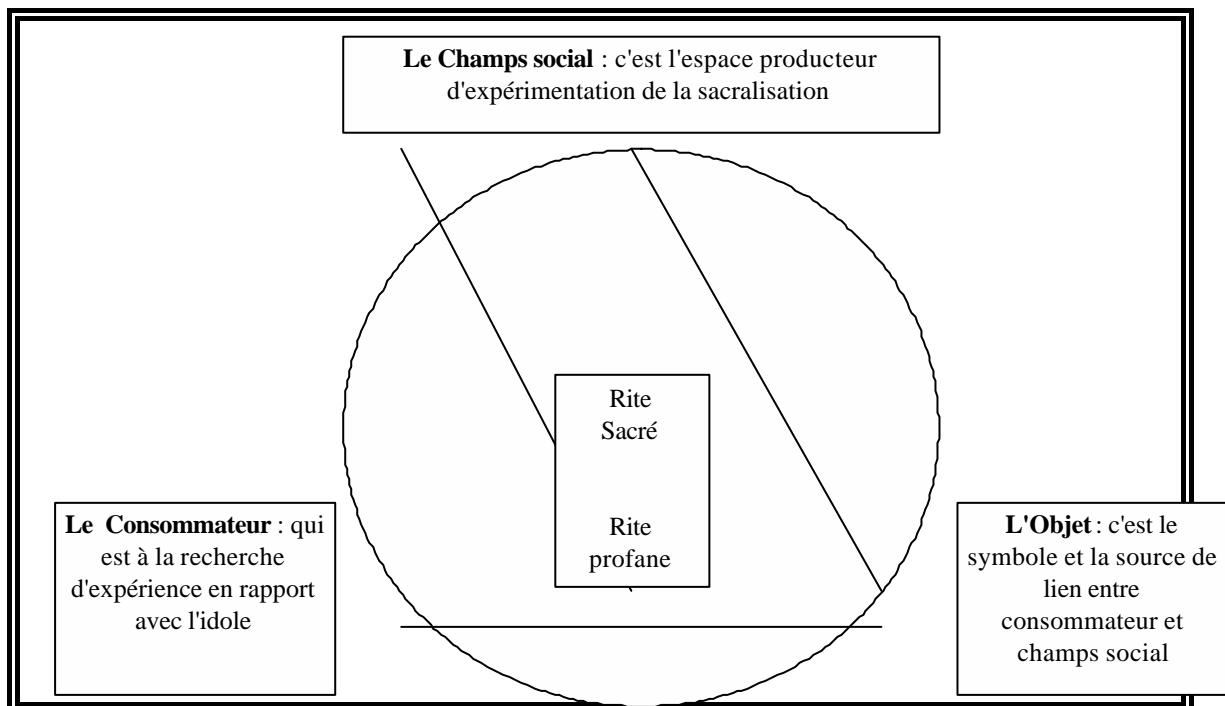 Le Champs social : c'est l'espace producteur
d'expérimentation de la sacralisation
Rite
Sacré
Rite
profane
Le Consommateur : qui
est à la recherche
d'expérience en rapport
avec l'idole
L'Objet : c'est le
symbole et la source de
lien entre
consommateur et
champs social